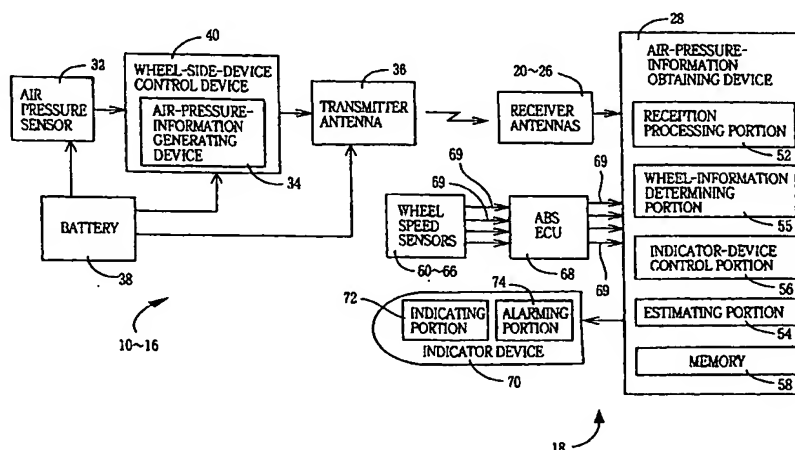 40
28
32
WHEEL-SIDE-DEVICE
CONTROL DEVICE
36
AIR-PRESSURE-
INFORMATION
OBTAINING DEVICE
20~26
AIR
PRESSURE
SENSOR
AIR-PRESSURE-
INFORMATION
GENERATING
DEVICE
TRANSMITTER
ANTENNA
RECEIVER
ANTENNAS
RECEPTION
PROCESSING PORTION
34
52
69
69
69
WHEEL-INFORMATION
DETERMINING
PORTION
BATTERY
WHEEL
SPEED
SENSORS
ABS
ECU
55
38
60~66
68
69
INDICATOR-DEVICE
CONTROL PORTION
74
72
56
INDICATING
PORTION
ALARMING
PORTION
ESTIMATING PORTION
10~16
INDICATOR DEVICE
54
MEMORY
70
58
18